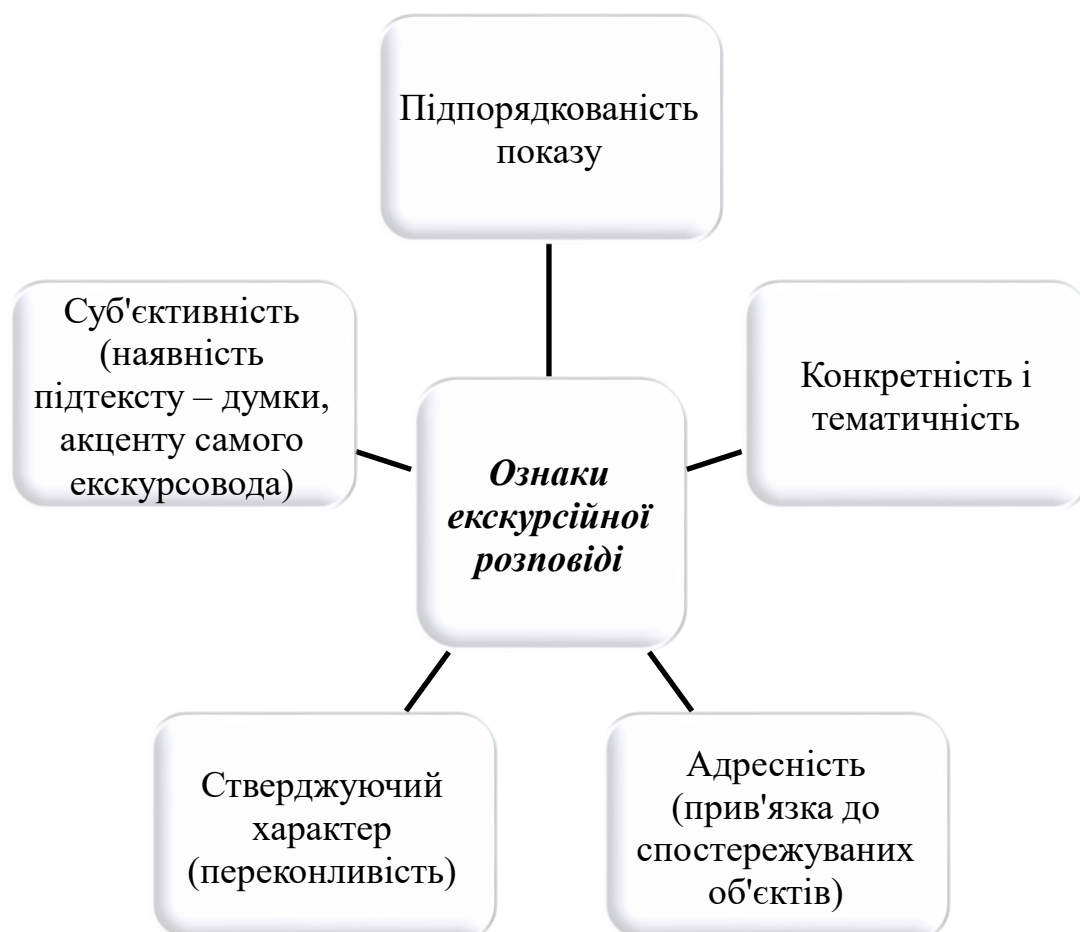 Підпорядкованість
показу
Суб'єктивність
(наявність
підтексту – думки,
акценту самого
екскурсовода)
Конкретність і
тематичність
Ознаки
екскурсійної
розповіді
Стверджуючий
характер
(переконливість)
Адресність
(прив'язка до
спостережуваних
об'єктів)